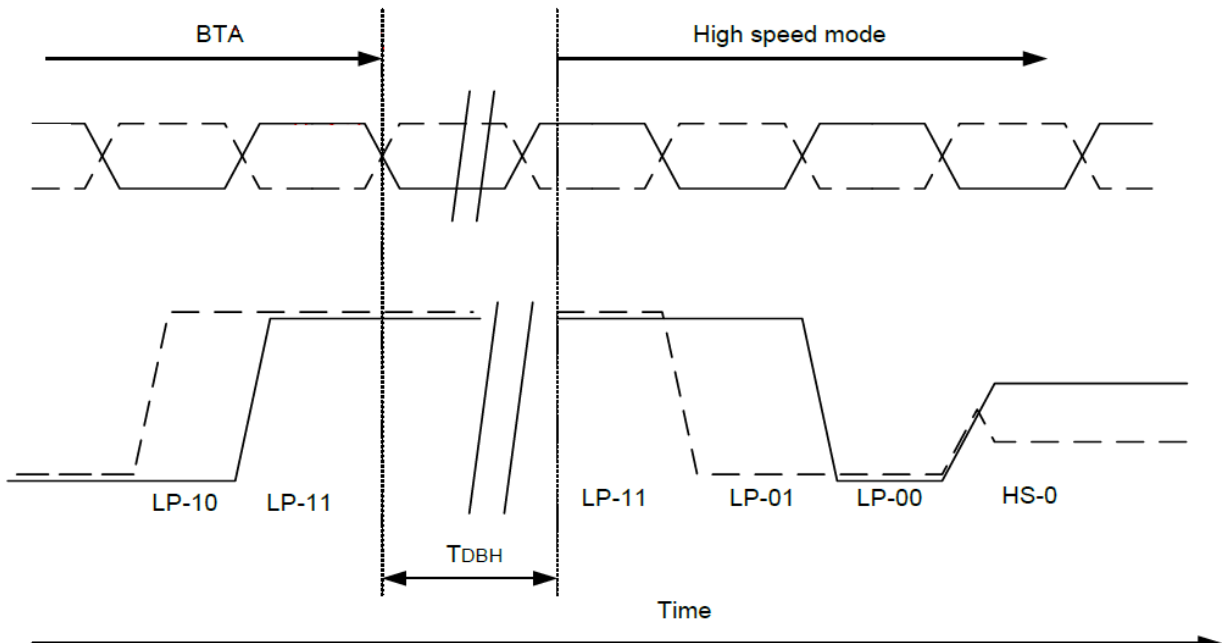 BTA
High speed mode
LP-10
LP-11
LP-11
LP-01
LP-00
HS-0
TDBH
Time